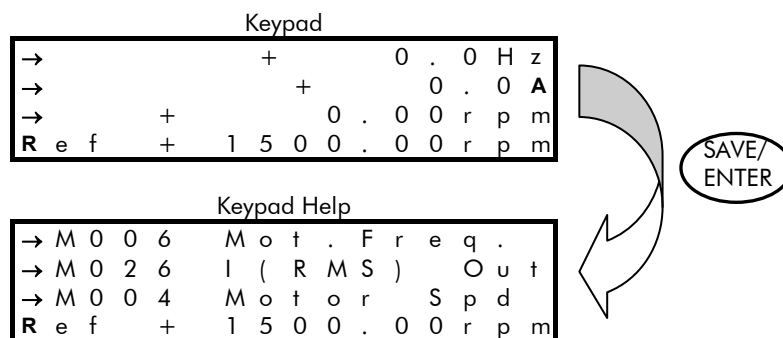 Keypad
→ + 0.0Hz
→ + 0.0A
→ + 0.00rpm
Ref + 1500.00rpm
SAVE/
ENTER
Keypad Help
→M006 Mot.Freq.
→M026 I(RMS) Out
→M004 Motor Spd
Ref + 1500.00rpm